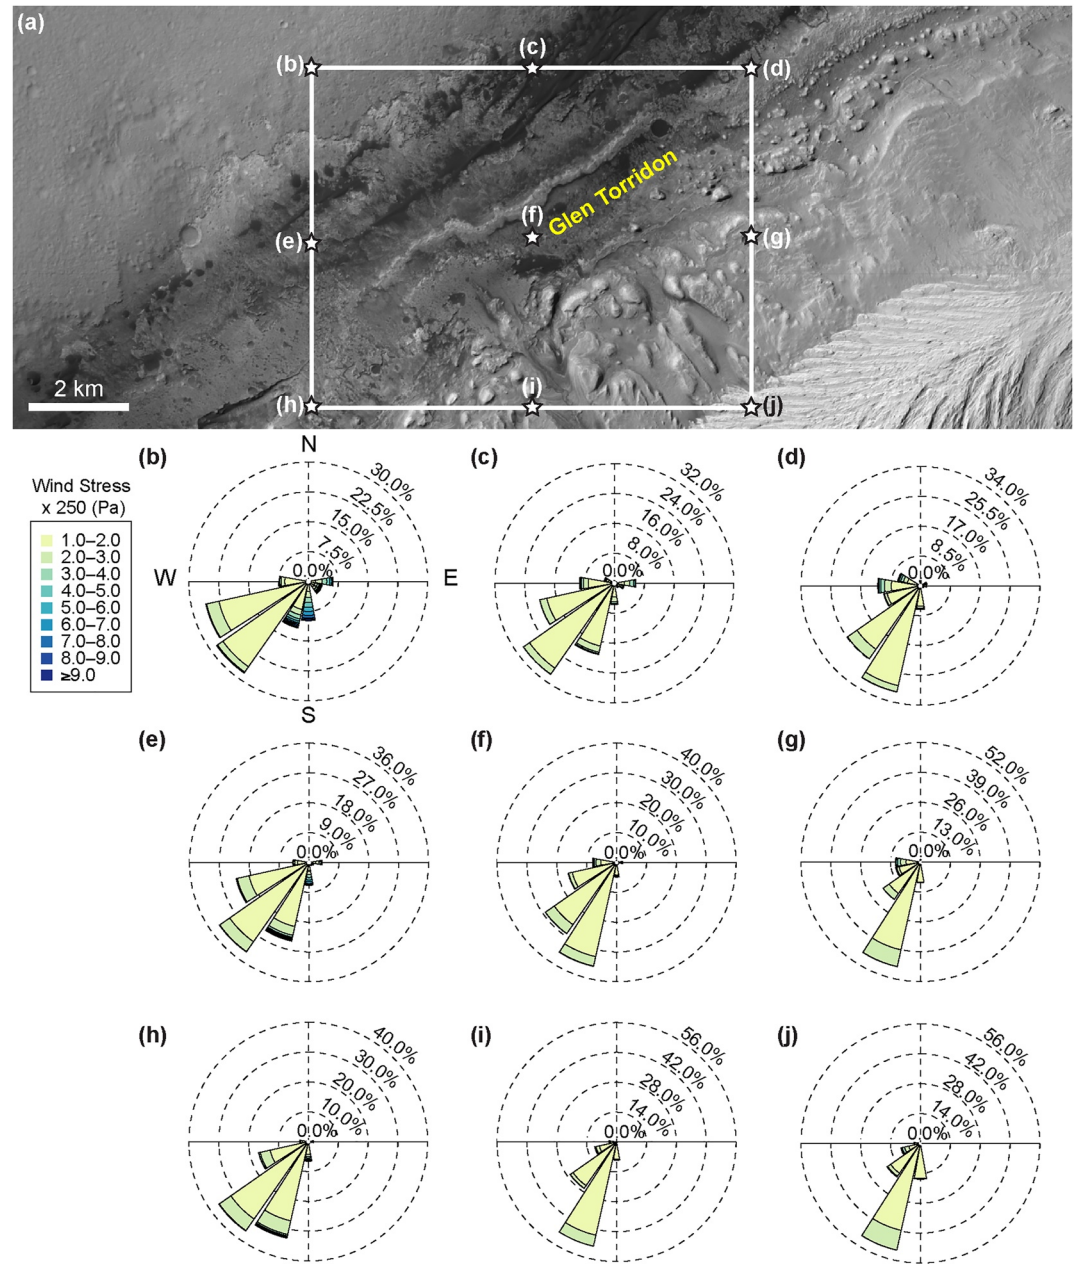 (a)
(b)
(c)
(d)
Glen Torridon
(f)
(e)
(g)
2 km
(h)
(i)
(j)
Wind Stress
x 250 (Pa)
1.0–2.0
2.0–3.0
3.0–4.0
4.0–5.0
5.0–6.0
6.0–7.0
7.0–8.0
8.0–9.0
≥9.0
(b)
N
W
E
S
30.0%
22.5%
15.0%
7.5%
0.0%
(c)
32.0%
24.0%
16.0%
8.0%
0.0%
(d)
34.0%
25.5%
17.0%
8.5%
0.0%
(e)
36.0%
27.0%
18.0%
9.0%
0.0%
(f)
40.0%
30.0%
20.0%
10.0%
0.0%
(g)
52.0%
39.0%
26.0%
13.0%
0.0%
(h)
40.0%
30.0%
20.0%
10.0%
0.0%
(i)
56.0%
42.0%
28.0%
14.0%
0.0%
(j)
56.0%
42.0%
28.0%
14.0%
0.0%